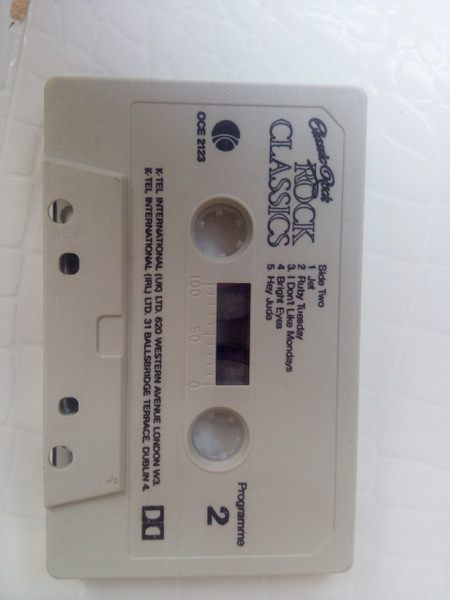 Classic Rock
ROCK
CLASSICS
Side Two
1 Jet
2 Ruby Tuesday
3. I Don't Like Mondays
4 Bright Eyes
5 Hey Jude
OCE 2123
100 50 0
Programme
2
K-TEL INTERNATIONAL (UK) LTD. 620 WESTERN AVENUE LONDON W3.
K-TEL INTERNATIONAL (IRL) LTD. 31 BALLSBRIDGE TERRACE, DUBLIN 4.